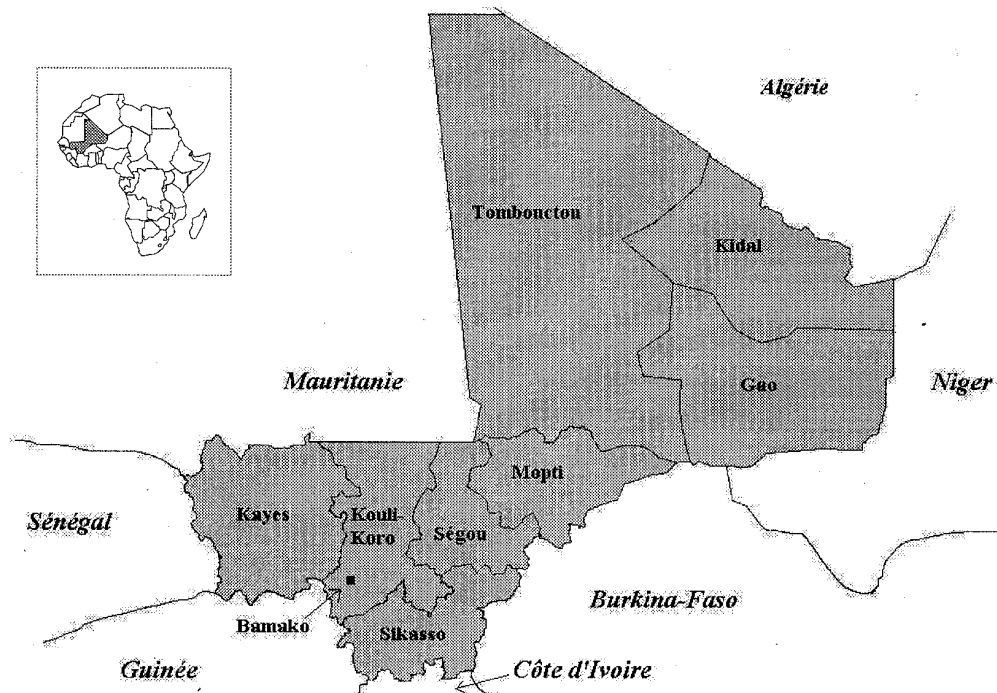 Algérie
Tombouctou
Kidal
Mauritanie
Gao
Niger
Mopti
Sénégal
Kayes
Kouli-
Koro
Ségou
Burkina-Faso
Bamako
Sikasso
Guinée
Côte d'Ivoire